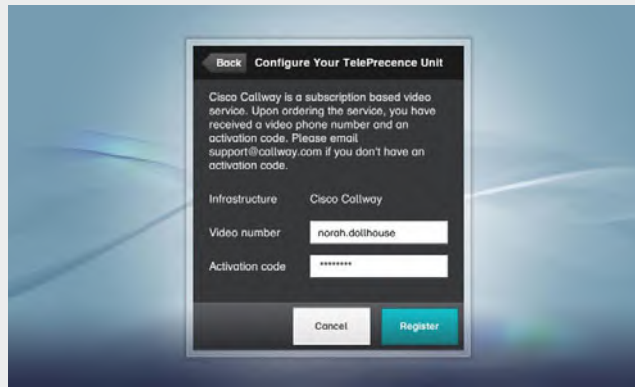 Back Configure Your TelePrecence Unit
Cisco Callway is a subscription based video
service. Upon ordering the service, you have
received a video phone number and an
activation code. Please email
support@callway.com if you don't have an
activation code.
Infrastructure Cisco Callway
Video number norah.dollhouse
Activation code ********
Cancel Register